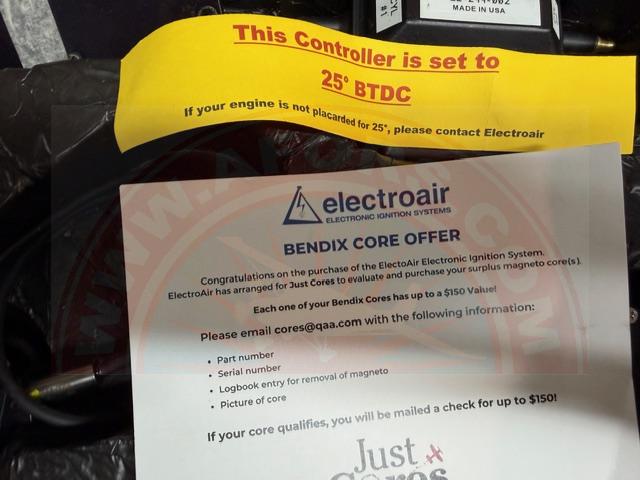 CYL
# 1
MADE IN USA
This Controller is set to
25° BTDC
If your engine is not placarded for 25°, please contact Electroair
electroair
ELECTRONIC IGNITION SYSTEMS
BENDIX CORE OFFER
Congratulations on the purchase of the ElectoAir Electronic Ignition System.
ElectroAir has arranged for Just Cores to evaluate and purchase your surplus magneto core(s).
Each one of your Bendix Cores has up to a $150 Value!
Please email cores@qaa.com with the following information:
• Part number
• Serial number
• Logbook entry for removal of magneto
• Picture of core
If your core qualifies, you will be mailed a check for up to $150!
Just
Cores